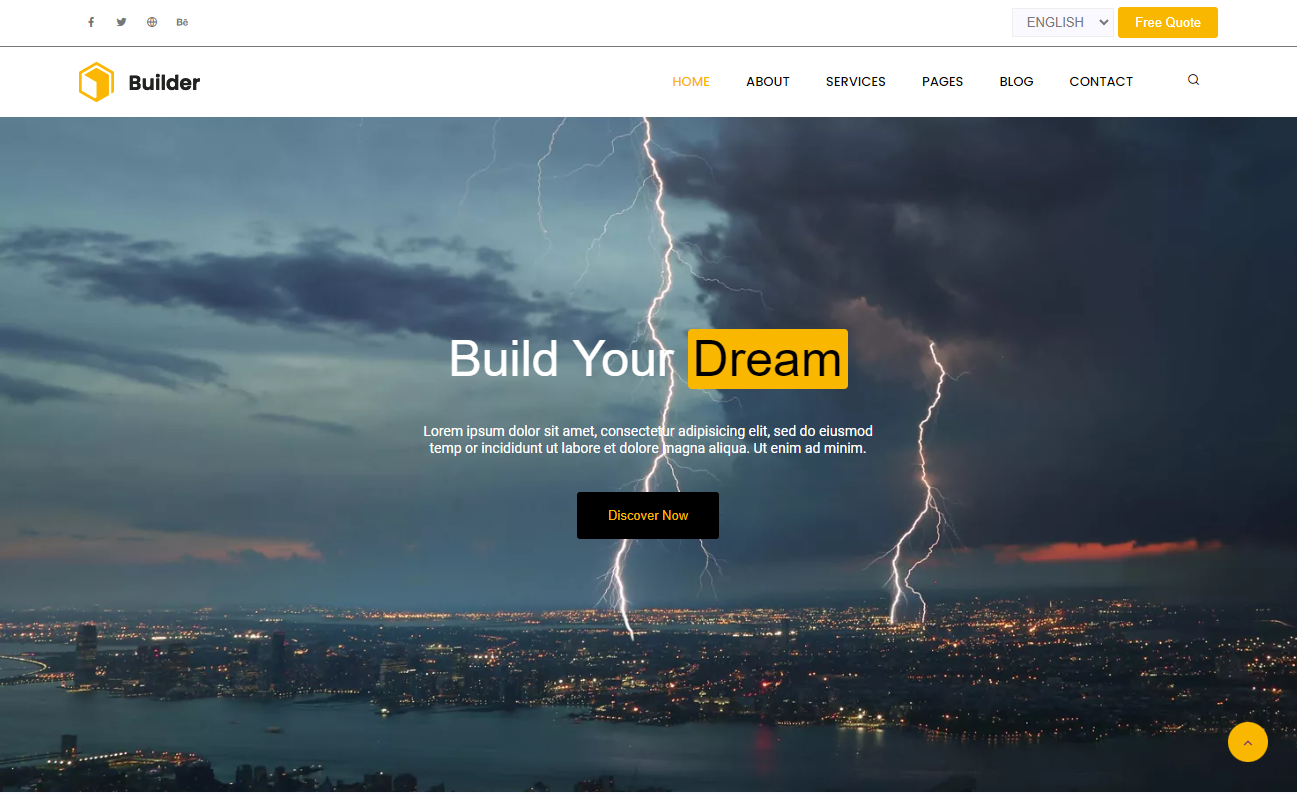 Bē
ENGLISH
Free Quote
Builder
HOME
ABOUT
SERVICES
PAGES
BLOG
CONTACT
Build Your Dream
Lorem ipsum dolor sit amet, consectetur adipisicing elit, sed do eiusmod
temp or incididunt ut labore et dolore magna aliqua. Ut enim ad minim.
Discover Now